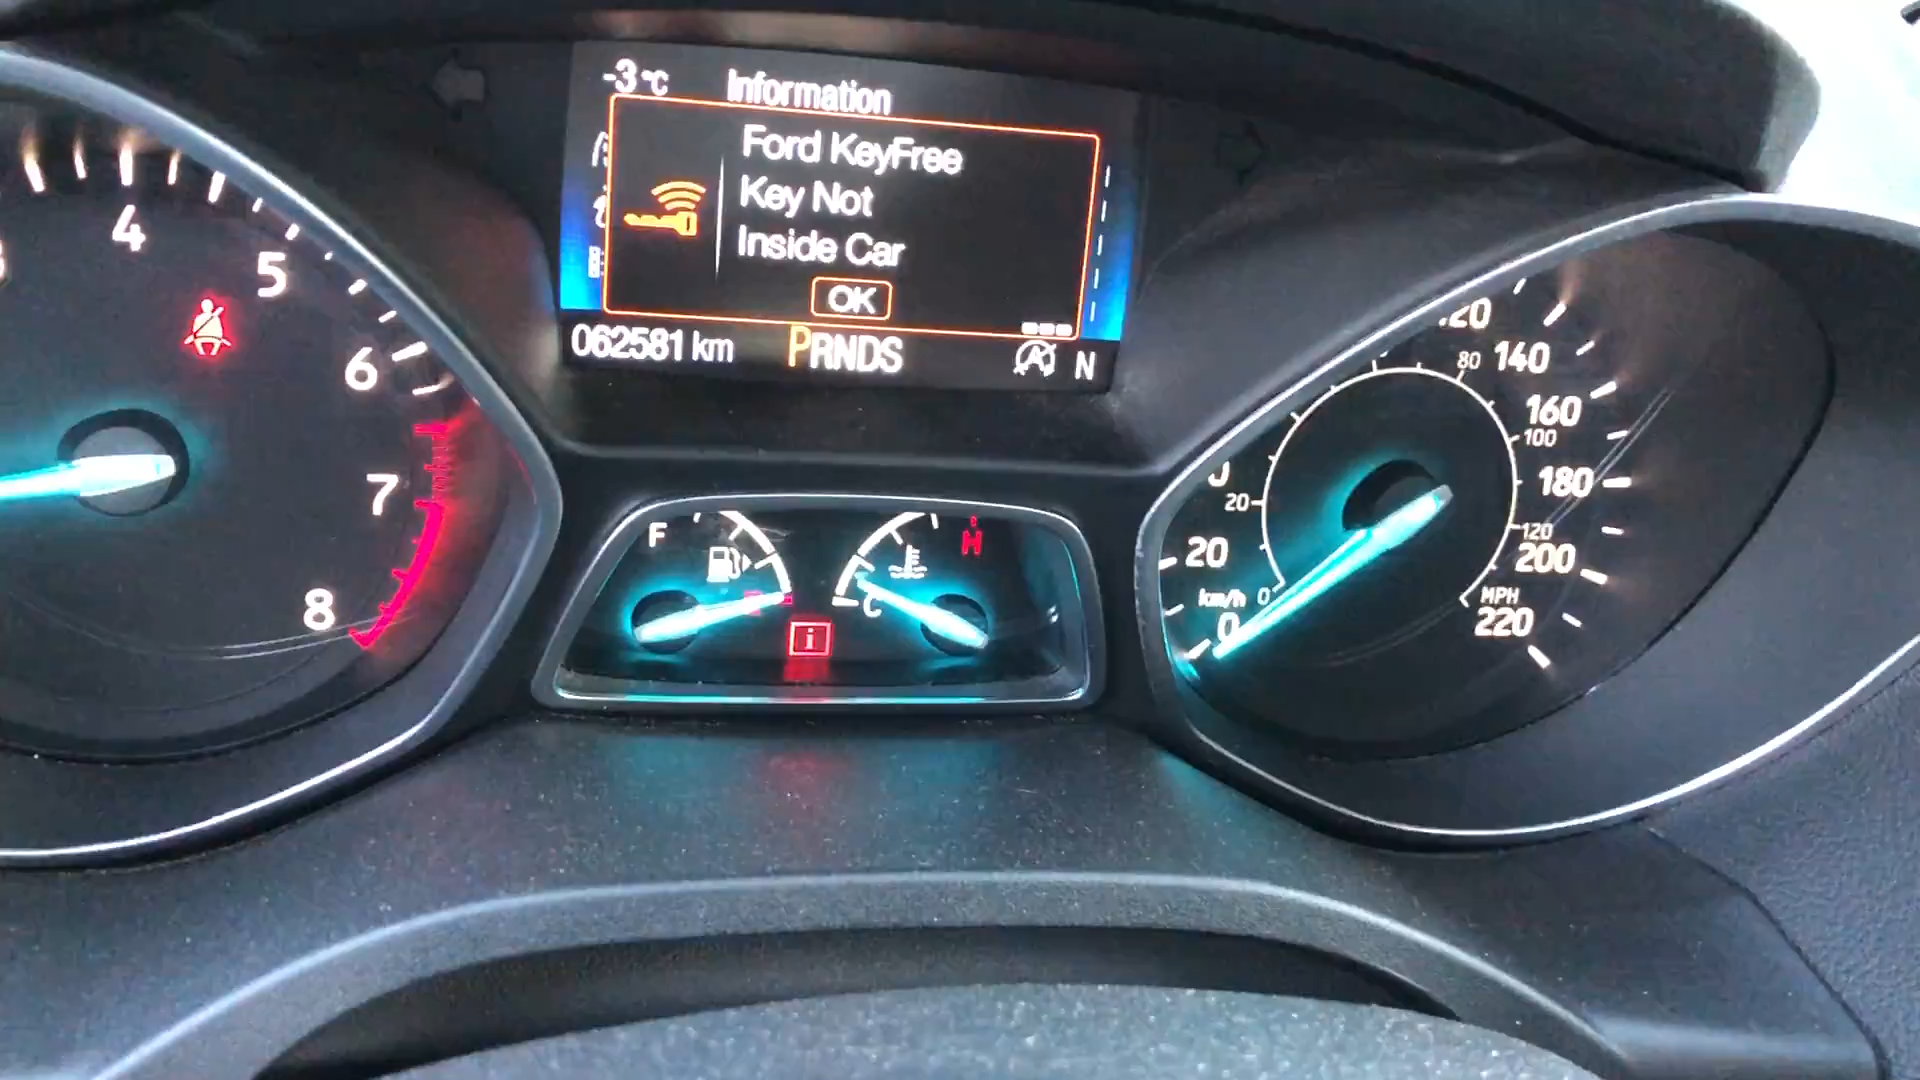 -3°C Information
Ford KeyFree
Key Not
Inside Car
OK
062581 km PRNDS N
4
5
6
7
8
F
H
C
i
20
140
160
180
200
220
km/h
0
MPH
0
20
80
100
120